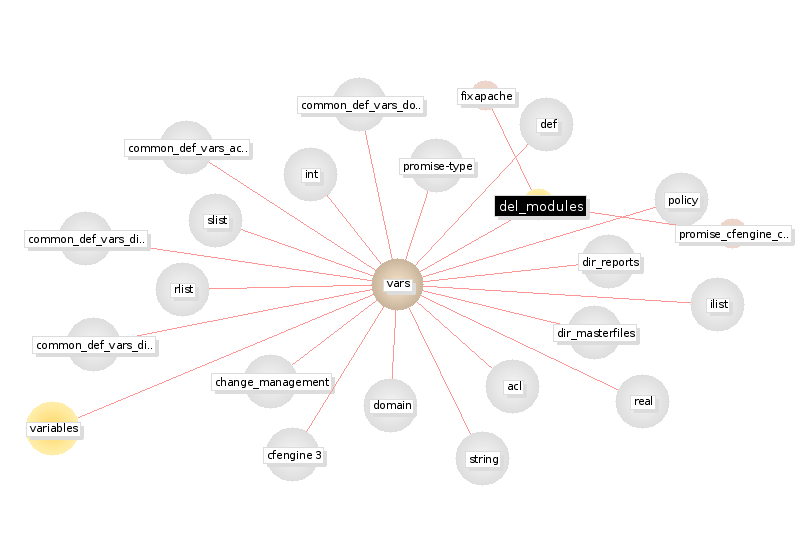 fixapache
common_def_vars_do..
def
common_def_vars_ac..
promise-type
int
policy
del_modules
slist
promise_cfengine_c..
common_def_vars_di..
dir_reports
vars
rlist
ilist
dir_masterfiles
common_def_vars_di..
change_management
acl
real
domain
variables
cfengine 3
string